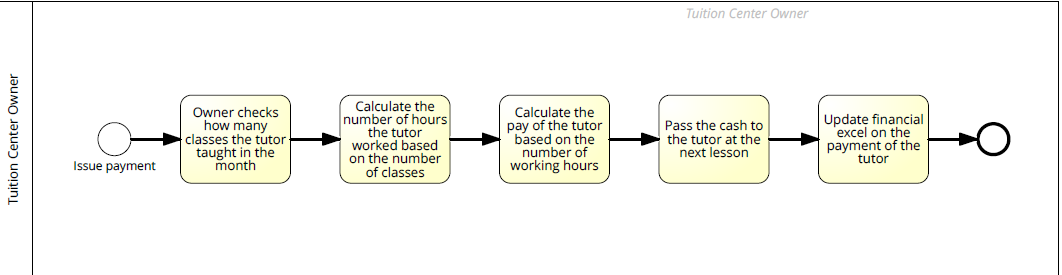 Tuition Center Owner
Tuition Center Owner
Issue payment
Owner checks
how many
classes the tutor
taught in the
month
Calculate the
number of hours
the tutor
worked based
on the number
of classes
Calculate the
pay of the tutor
based on the
number of
working hours
Pass the cash to
the tutor at the
next lesson
Update financial
excel on the
payment of the
tutor